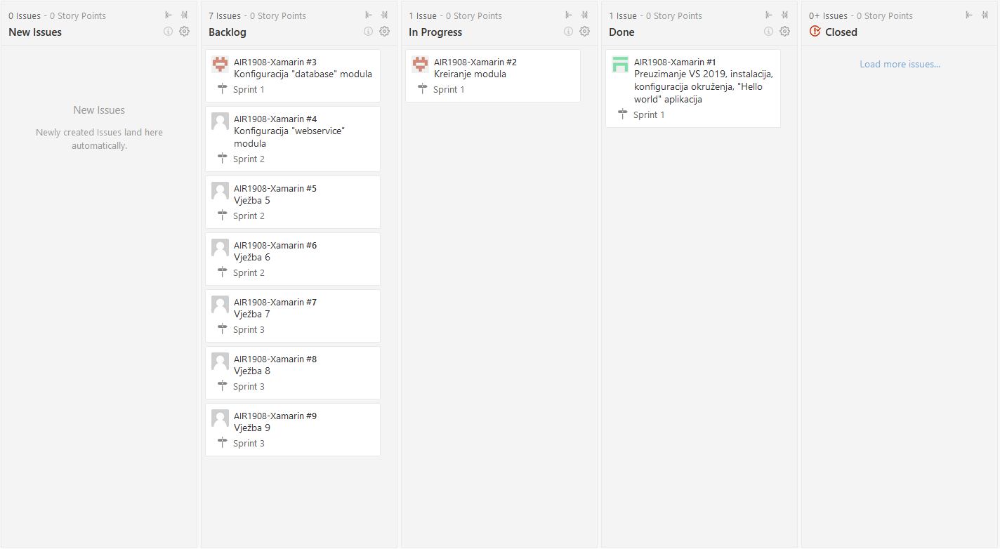 0 Issues - 0 Story Points
New Issues
New Issues
Newly created Issues land here
automatically.
7 Issues - 0 Story Points
Backlog
AIR1908-Xamarin #3
Konfiguracija "database" modula
Sprint 1
AIR1908-Xamarin #4
Konfiguracija "webservice"
modula
Sprint 2
AIR1908-Xamarin #5
Vježba 5
Sprint 2
AIR1908-Xamarin #6
Vježba 6
Sprint 2
AIR1908-Xamarin #7
Vježba 7
Sprint 3
AIR1908-Xamarin #8
Vježba 8
Sprint 3
AIR1908-Xamarin #9
Vježba 9
Sprint 3
1 Issue - 0 Story Points
In Progress
AIR1908-Xamarin #2
Kreiranje modula
Sprint 1
1 Issue - 0 Story Points
Done
AIR1908-Xamarin #1
Preuzimanje VS 2019, instalacija,
konfiguracija okruženja, "Hello
world" aplikacija
Sprint 1
0+ Issues - 0 Story Points
Closed
Load more issues...